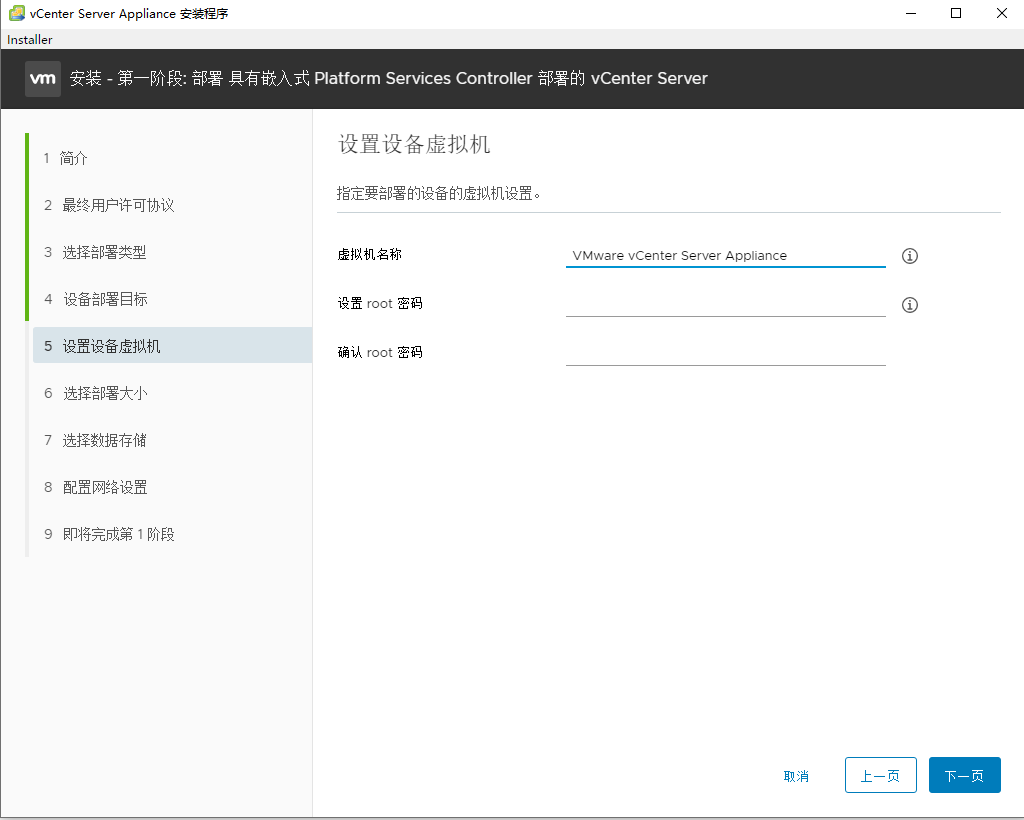 vCenter Server Appliance 安装程序
Installer
vm 安装 - 第一阶段: 部署 具有嵌入式 Platform Services Controller 部署的 vCenter Server
1 简介
2 最终用户许可协议
3 选择部署类型
4 设备部署目标
5 设置设备虚拟机
6 选择部署大小
7 选择数据存储
8 配置网络设置
9 即将完成第 1 阶段
设置设备虚拟机
指定要部署的设备的虚拟机设置。
虚拟机名称 VMware vCenter Server Appliance
设置 root 密码
确认 root 密码
取消 上一页 下一页